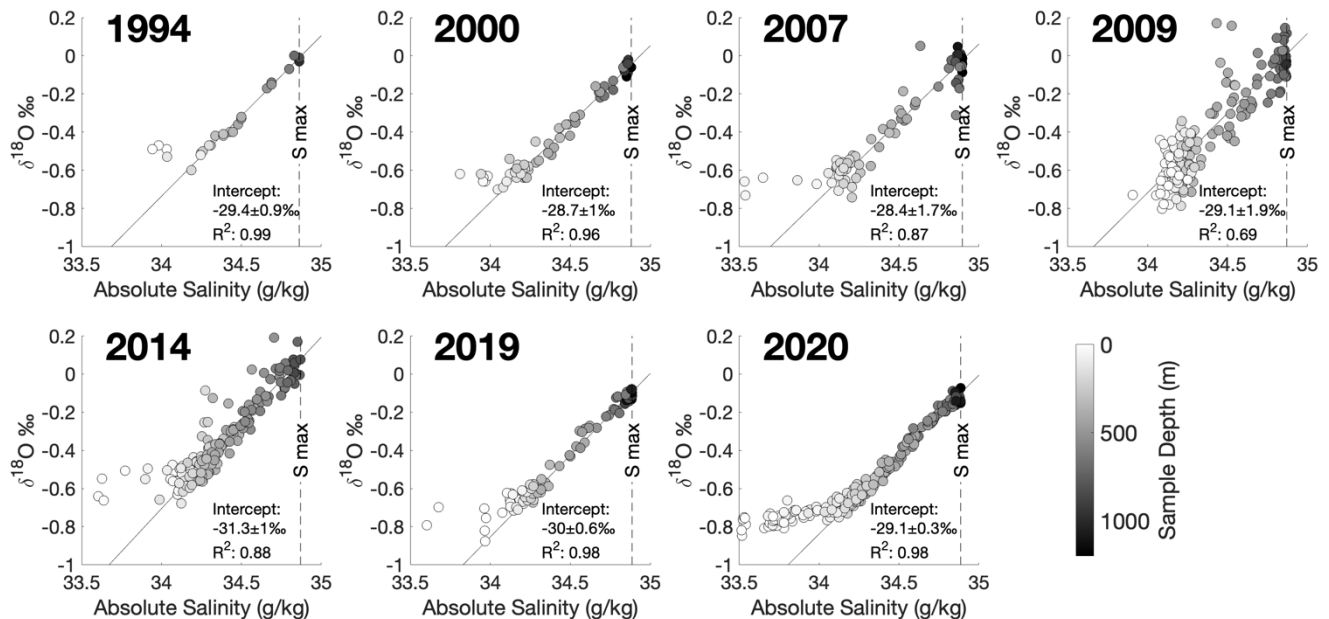 1994
0.2
0
-0.2
-0.4
-0.6
-0.8
-1
δ18O ‰
S max
Intercept:
-29.4±0.9‰
R2: 0.99
33.5 34 34.5 35
Absolute Salinity (g/kg)
2000
0.2
0
-0.2
-0.4
-0.6
-0.8
-1
δ18O ‰
S max
Intercept:
-28.7±1%
R2: 0.96
33.5 34 34.5 35
Absolute Salinity (g/kg)
2007
0.2
0
-0.2
-0.4
-0.6
-0.8
-1
δ18O ‰
S max
Intercept:
-28.4±1.7‰
R2: 0.87
33.5 34 34.5 35
Absolute Salinity (g/kg)
2009
0.2
0
-0.2
-0.4
-0.6
-0.8
-1
δ18O ‰
S max
Intercept:
-29.1±1.9‰
R2: 0.69
33.5 34 34.5 35
Absolute Salinity (g/kg)
2014
0.2
0
-0.2
-0.4
-0.6
-0.8
-1
δ18O ‰
S max
Intercept:
-31.3±1‰
R2: 0.88
33.5 34 34.5 35
Absolute Salinity (g/kg)
2019
0.2
0
-0.2
-0.4
-0.6
-0.8
-1
δ18O ‰
S max
Intercept:
-30±0.6‰
R2: 0.98
33.5 34 34.5 35
Absolute Salinity (g/kg)
2020
0.2
0
-0.2
-0.4
-0.6
-0.8
-1
δ18O ‰
S max
Intercept:
-29.1±0.3‰
R2: 0.98
33.5 34 34.5 35
Absolute Salinity (g/kg)
0
500
1000
Sample Depth (m)